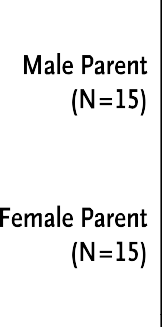 Male Parent
(N=15)
Female Parent
(N=15)